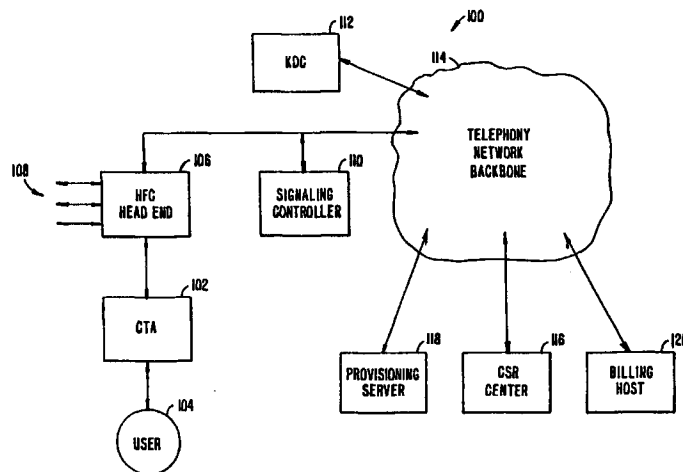 100
112
KDC
114
TELEPHONY
NETWORK
BACKBONE
108
106
HFC
HEAD END
110
SIGNALING
CONTROLLER
102
CTA
118
PROVISIONING
SERVER
116
CSR
CENTER
121
BILLING
HOST
104
USER